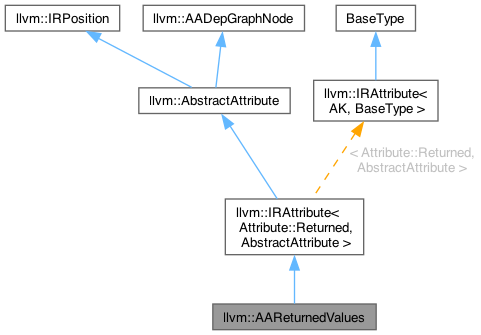 llvm::IRPosition
llvm::AADepGraphNode
BaseType
llvm::AbstractAttribute
llvm::IRAttribute<
AK, BaseType >
< Attribute::Returned,
AbstractAttribute >
llvm::IRAttribute<
Attribute::Returned,
AbstractAttribute >
llvm::AAReturnedValues